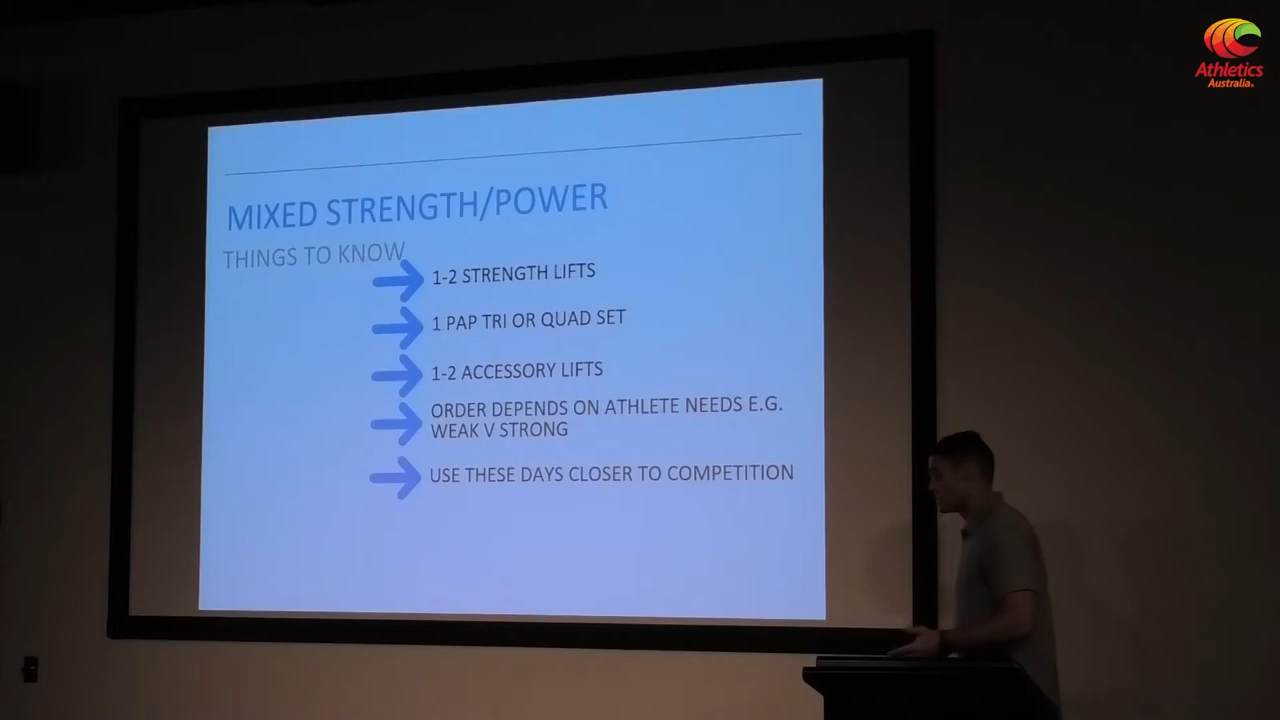 Athletics
Australia
MIXED STRENGTH/POWER
THINGS TO KNOW
1-2 STRENGTH LIFTS
1 PAP TRI OR QUAD SET
1-2 ACCESSORY LIFTS
ORDER DEPENDS ON ATHLETE NEEDS E.G.
WEAK V STRONG
USE THESE DAYS CLOSER TO COMPETITION